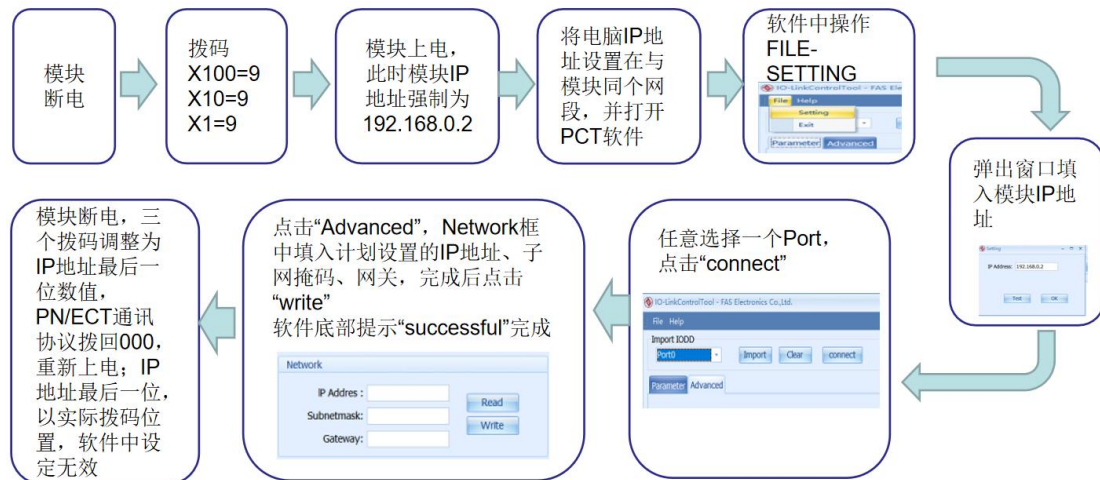 模块
断电
拨码
X100=9
X10=9
X1=9
模块上电，
此时模块IP
地址强制为
192.168.0.2
将电脑IP地
址设置在与
模块同个网
段，并打开
PCT软件
软件中操作
FILE-
SETTING
IO-LinkControlTool - FAS Ele
File Help
Setting
Exit
Parameter Advanced
弹出窗口填
入模块IP地
址
Setting
IP Address: 192.168.0.2
Test OK
任意选择一个Port，
点击“connect”
IO-LinkControlTool - FAS Electronics Co.,Ltd.
File Help
Import IODD
Port0 Import Clear connect
Parameter Advanced
点击“Advanced”，Network框
中填入计划设置的IP地址、子
网掩码、网关，完成后点击
“write”
软件底部提示“successful”完成
Network
IP Addres :
Read
Subnetmask:
Write
Gateway:
模块断电，三
个拨码调整为
IP地址最后一
位数值，
PN/ECT通讯
协议拨回000，
重新上电；IP
地址最后一位，
以实际拨码位
置，软件中设
定无效